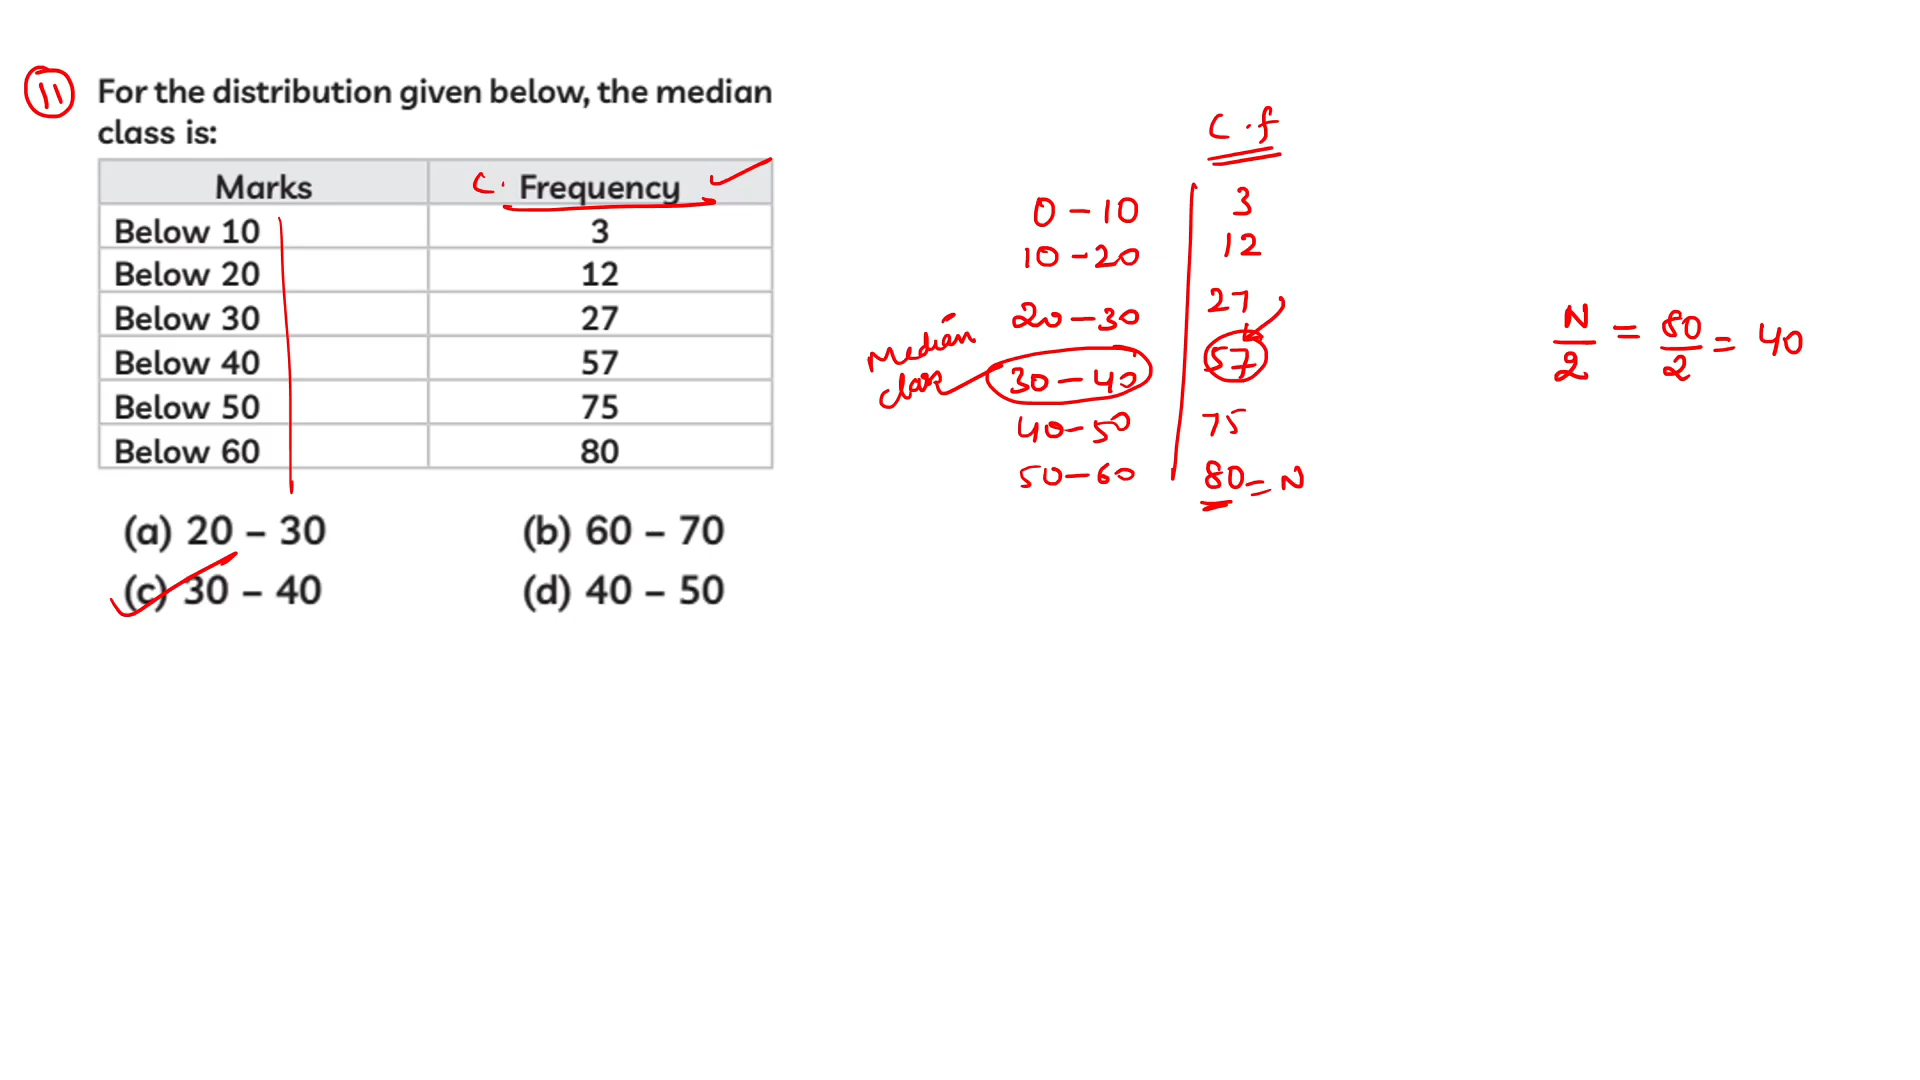 11 For the distribution given below, the median
class is:
Marks C. Frequency
Below 10 3
Below 20 12
Below 30 27
Below 40 57
Below 50 75
Below 60 80
(a) 20 – 30 (b) 60 – 70
(c) 30 – 40 (d) 40 – 50
C.f
0 – 10 3
10 – 20 12
20 – 30 27
Median
class 30 – 40 57
40 – 50 75
50 – 60 80 = N
N/2 = 80/2 = 40